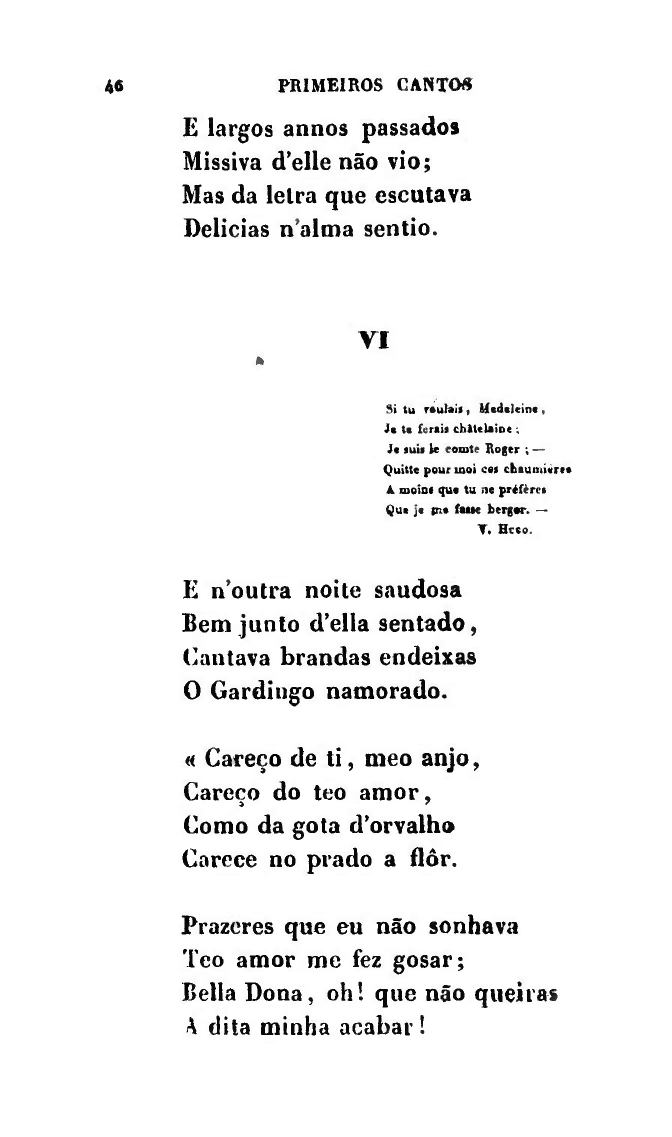 46 PRIMEIROS CANTOS
E largos annos passados
Missiva d'elle não vio;
Mas da letra que escutava
Delicias n'alma sentio.
VI
Si tu voulais, Madeleine,
Je te ferais châtelaine;
Je suis le comte Roger; —
Quitte pour moi ces chaumières
A moins que tu ne préfères
Que je me fasse berger. —
V. Hugo.
E n'outra noite saudosa
Bem junto d'ella sentado,
Cantava brandas endeixas
O Gardingo namorado.
« Careço de ti, meo anjo,
Careço do teo amor,
Como da gota d'orvalho
Carece no prado a flôr.
Prazeres que eu não sonhava
Teo amor me fez gosar;
Bella Dona, oh! que não queiras
A dita minha acabar!